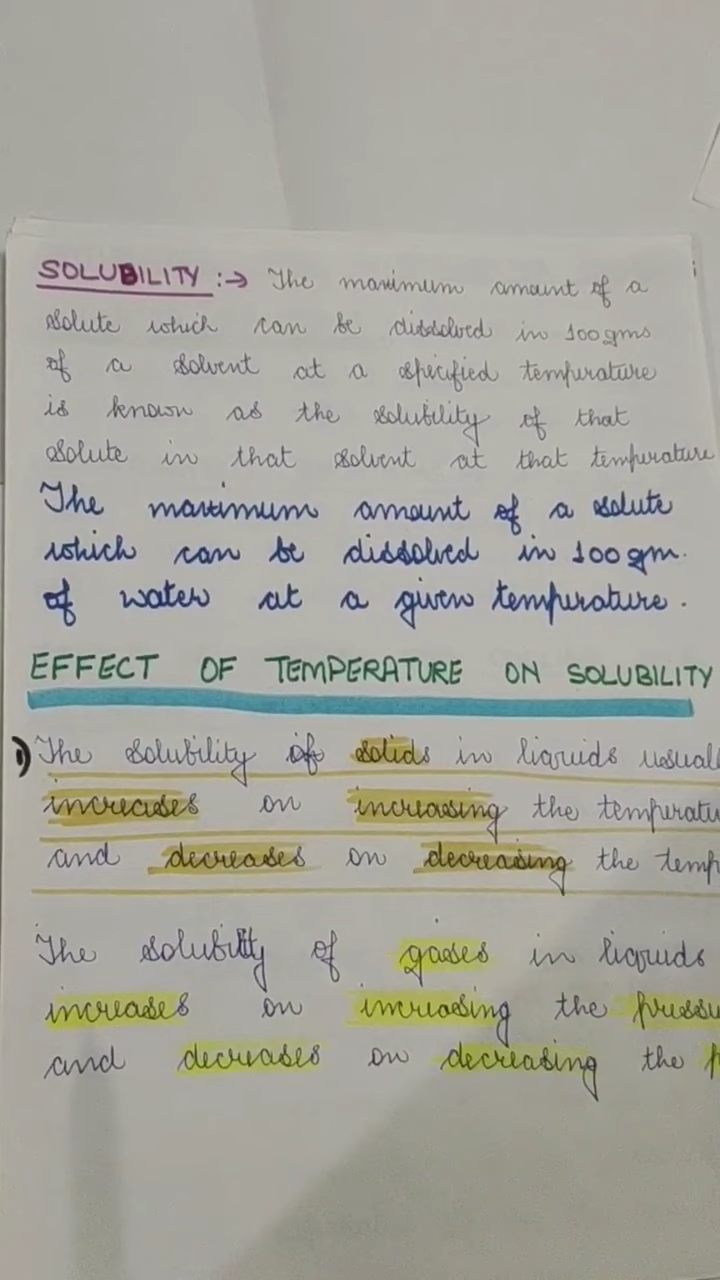 SOLUBILITY :→ The maximum amount of a
solute which can be dissolved in 100gms
of a solvent at a specified temperature
is known as the solubility of that
solute in that solvent at that temperature
The maximum amount of a solute
which can be dissolved in 100gm.
of water at a given temperature.
EFFECT OF TEMPERATURE ON SOLUBILITY
1) The solubility of solids in liquids usual
increases on increasing the temperatu
and decreases on decreasing the temp
The solubility of gases in liquids
increases on increasing the pressu
and decreases on decreasing the p